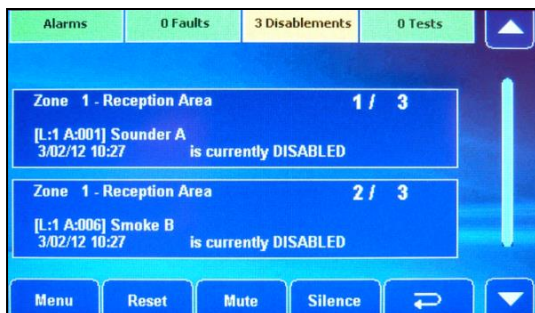 Alarms 0 Faults 3 Disablements 0 Tests
Zone 1 - Reception Area 1 / 3
[L:1 A:001] Sounder A
3/02/12 10:27 is currently DISABLED
Zone 1 - Reception Area 2 / 3
[L:1 A:006] Smoke B
3/02/12 10:27 is currently DISABLED
Menu Reset Mute Silence